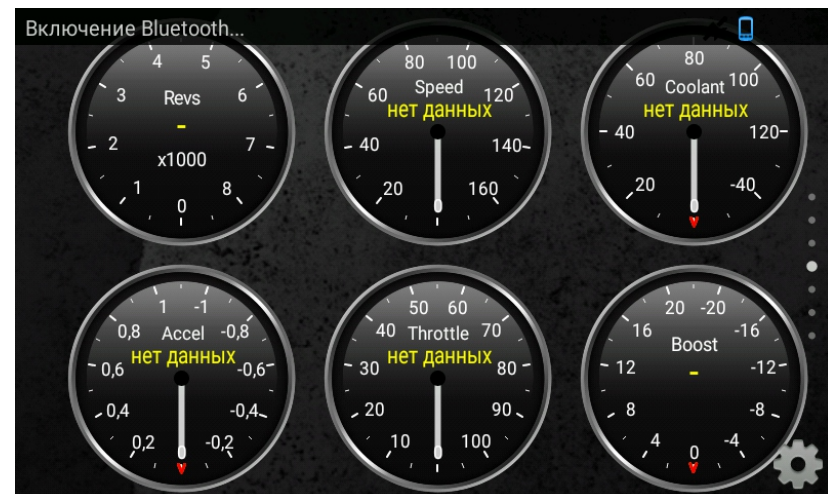 Включение Bluetooth...
4 5
3 Revs 6
-
2 x1000 7
1 8
0
80 100
60 Speed 120
нет данных
40 140
20 160
0
80
60 Coolant 100
нет данных
40 120
20 -40
0
1 -1
0,8 Accel -0,8
нет данных
0,6 -0,6
0,4 -0,4
0,2 -0,2
0
50 60
40 Throttle 70
нет данных
30 80
20 90
10 100
0
20 -20
16 Boost -16
-
12 -12
8 -8
4 -4
0